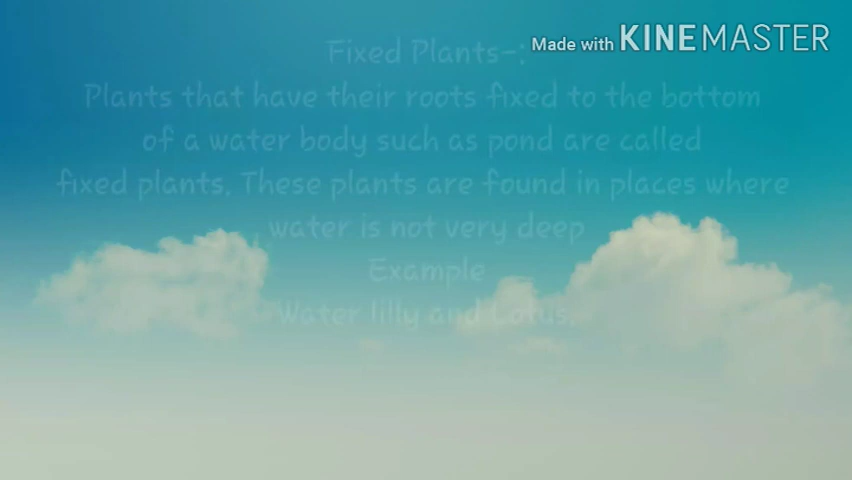 Made with KINEMASTER
Fixed Plants-:
Plants that have their roots fixed to the bottom
of a water body such as pond are called
fixed plants. These plants are found in places where
water is not very deep
Example
Water lilly and Lotus.